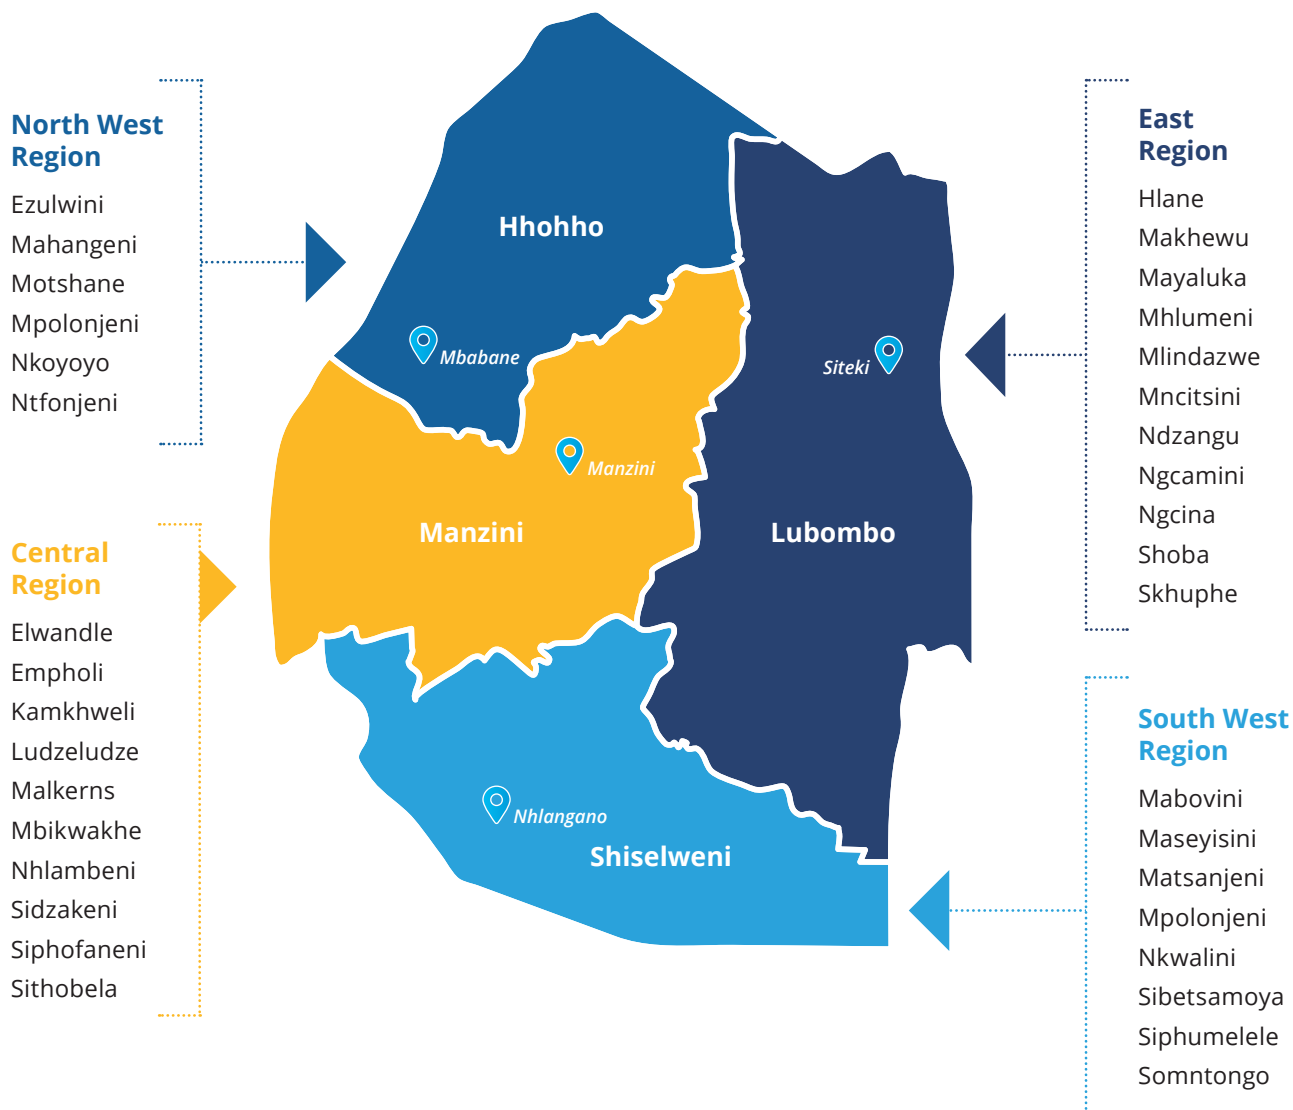 North West
Region
Ezulwini
Mahangeni
Motshane
Mpolonjeni
Nkoyoyo
Ntfonjeni
Central
Region
Elwandle
Empholi
Kamkhweli
Ludzeludze
Malkerns
Mbikwakhe
Nhlambeni
Sidzakeni
Siphofaneni
Sithobela
Hhohho
Mbabane
Siteki
Manzini
Manzini
Lubombo
Nhlangano
Shiselweni
East
Region
Hlane
Makhewu
Mayaluka
Mhlumeni
Mlindazwe
Mncitsini
Ndzangu
Ngcamini
Ngcina
Shoba
Skhuphe
South West
Region
Mabovini
Maseyisini
Matsanjeni
Mpolonjeni
Nkwalini
Sibetsamoya
Siphumelele
Somntongo